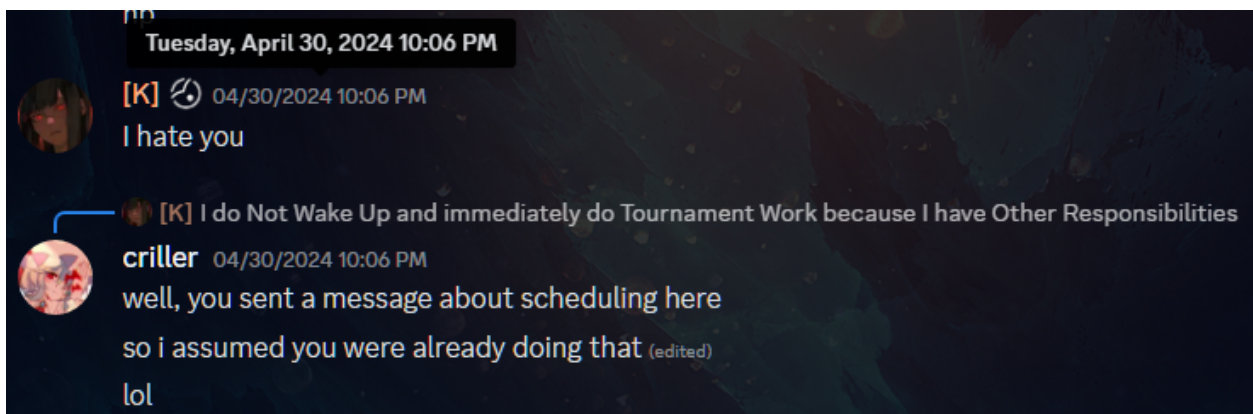 Tuesday, April 30, 2024 10:06 PM
[K] 04/30/2024 10:06 PM
I hate you
[K] I do Not Wake Up and immediately do Tournament Work because I have Other Responsibilities
criller 04/30/2024 10:06 PM
well, you sent a message about scheduling here
so i assumed you were already doing that (edited)
lol